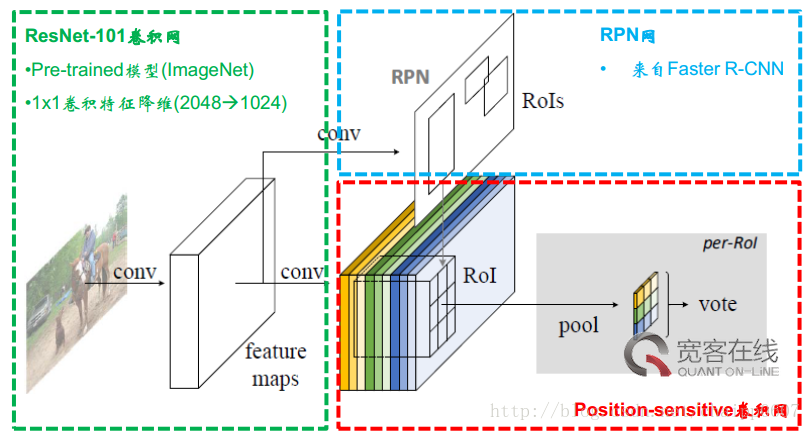 ResNet-101卷积网
•Pre-trained模型(ImageNet)
•1x1卷积特征降维(2048→1024)
RPN网
• 来自Faster R-CNN
RPN
RoIs
conv
conv
conv
feature
maps
RoI
per-RoI
pool
vote
宽客在线
QUANT ON-LINE
Position-sensitive卷积网